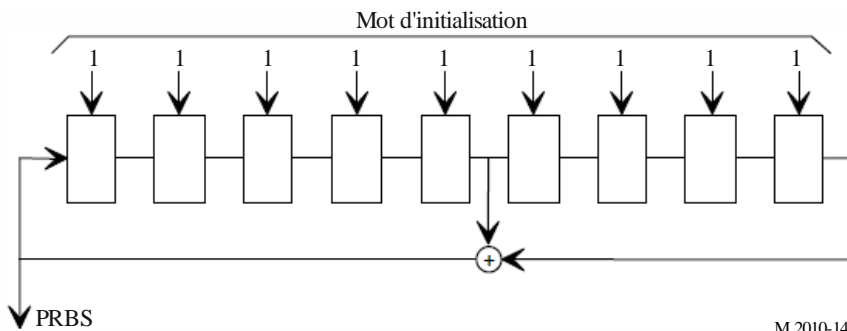 Mot d'initialisation
1 1 1 1 1 1 1 1 1
+
PRBS
M.2010-14